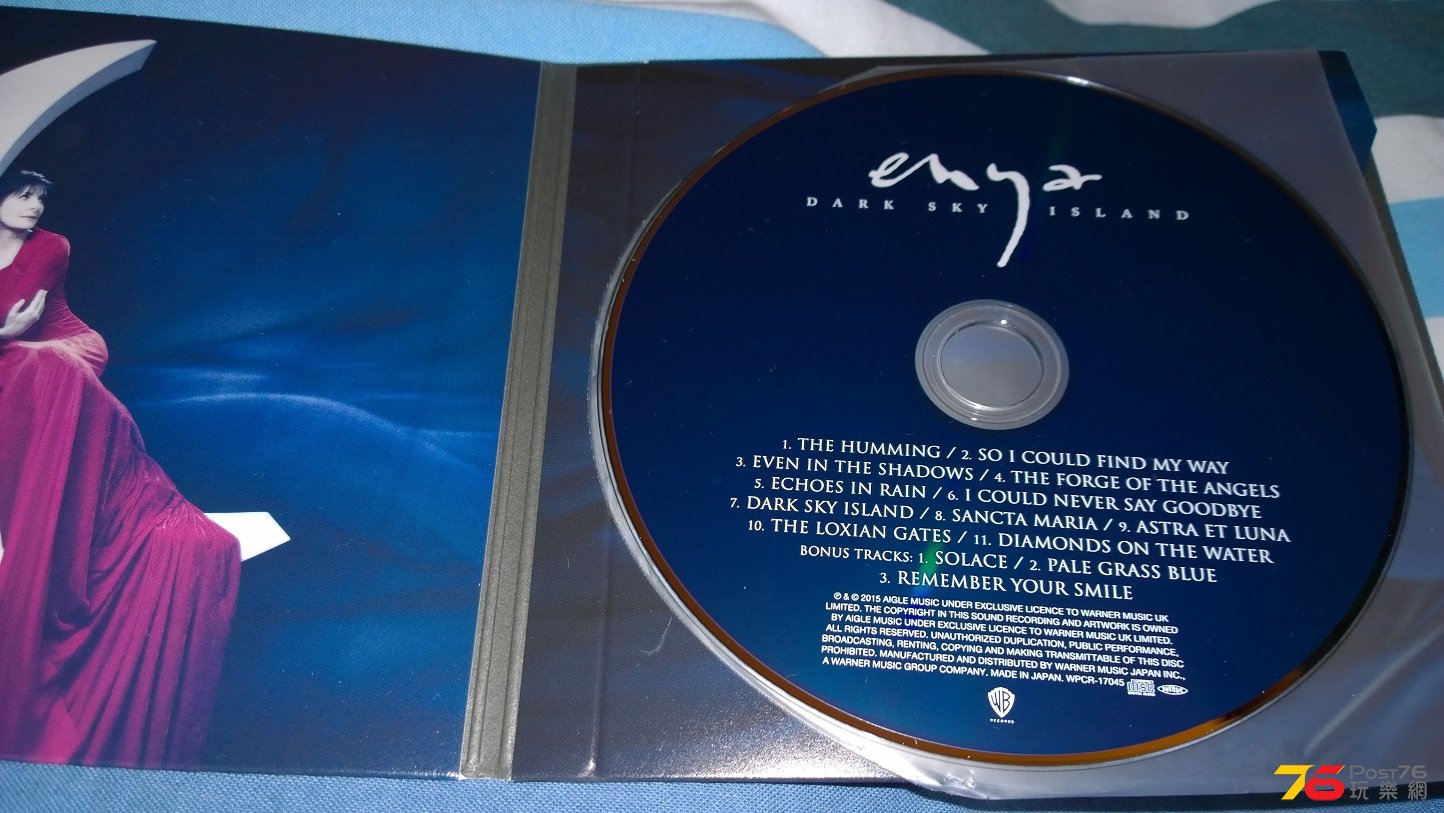 enya
DARK SKY ISLAND
1. THE HUMMING / 2. SO I COULD FIND MY WAY
3. EVEN IN THE SHADOWS / 4. THE FORGE OF THE ANGELS
5. ECHOES IN RAIN / 6. I COULD NEVER SAY GOODBYE
7. DARK SKY ISLAND / 8. SANCTA MARIA / 9. ASTRA ET LUNA
10. THE LOXIAN GATES / 11. DIAMONDS ON THE WATER
BONUS TRACKS: 1. SOLACE / 2. PALE GRASS BLUE
3. REMEMBER YOUR SMILE
℗ & © 2015 AIGLE MUSIC UNDER EXCLUSIVE LICENCE TO WARNER MUSIC UK
LIMITED. THE COPYRIGHT IN THIS SOUND RECORDING AND ARTWORK IS OWNED
BY AIGLE MUSIC UNDER EXCLUSIVE LICENCE TO WARNER MUSIC UK LIMITED.
ALL RIGHTS RESERVED. UNAUTHORIZED DUPLICATION, PUBLIC PERFORMANCE,
BROADCASTING, RENTING, COPYING AND MAKING TRANSMITTABLE OF THIS DISC
PROHIBITED. MANUFACTURED AND DISTRIBUTED BY WARNER MUSIC JAPAN INC.,
A WARNER MUSIC GROUP COMPANY. MADE IN JAPAN. WPCR-17045 disc
WB
RECORDS
76 Post76
玩樂網